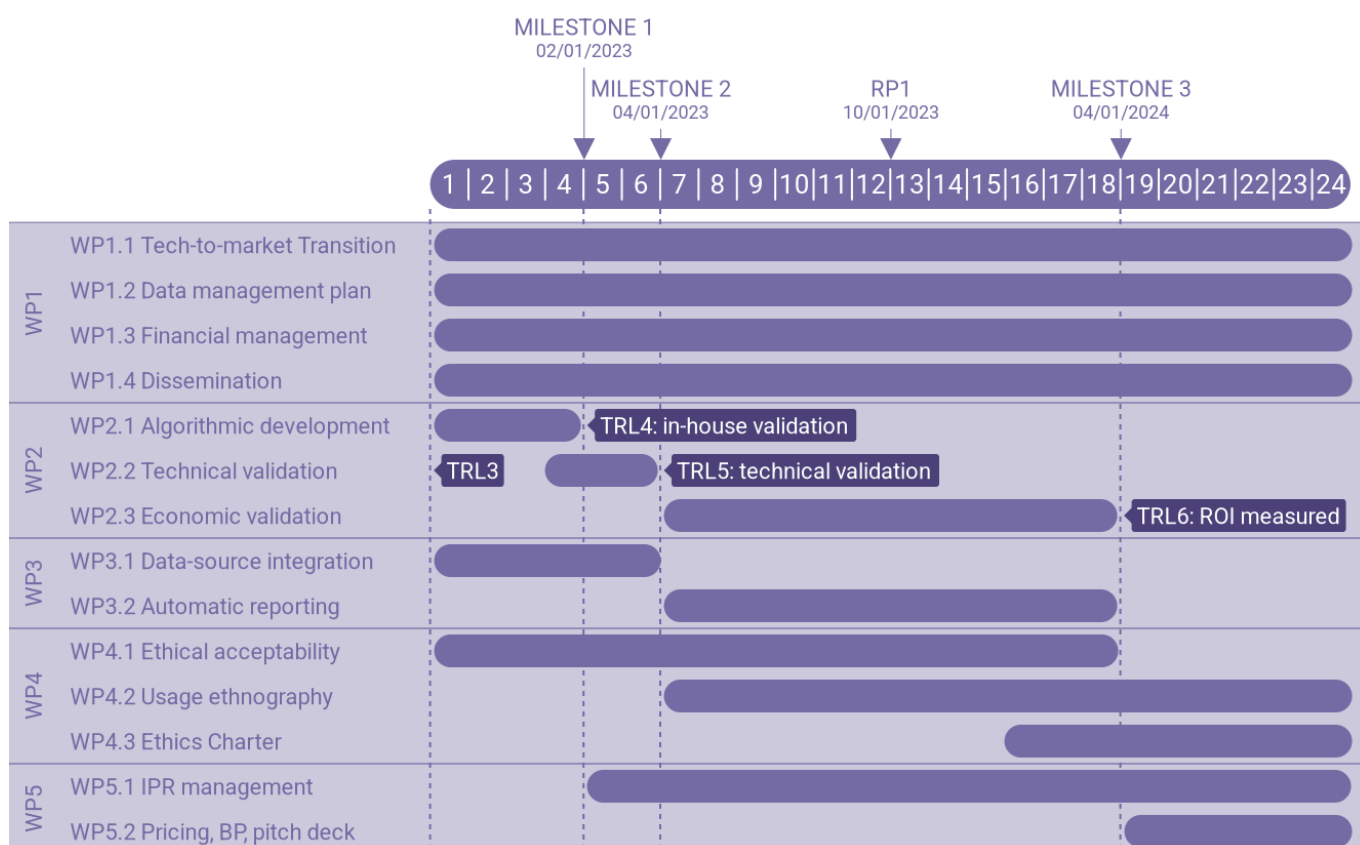 MILESTONE 1
02/01/2023
MILESTONE 2
04/01/2023
RP1
10/01/2023
MILESTONE 3
04/01/2024
1 | 2 | 3 | 4 | 5 | 6 | 7 | 8 | 9 |10|11|12|13|14|15|16|17|18|19|20|21|22|23|24
WP1
WP1.1 Tech-to-market Transition
WP1.2 Data management plan
WP1.3 Financial management
WP1.4 Dissemination
WP2
WP2.1 Algorithmic development
TRL4: in-house validation
WP2.2 Technical validation
TRL3
TRL5: technical validation
WP2.3 Economic validation
TRL6: ROI measured
WP3
WP3.1 Data-source integration
WP3.2 Automatic reporting
WP4
WP4.1 Ethical acceptability
WP4.2 Usage ethnography
WP4.3 Ethics Charter
WP5
WP5.1 IPR management
WP5.2 Pricing, BP, pitch deck